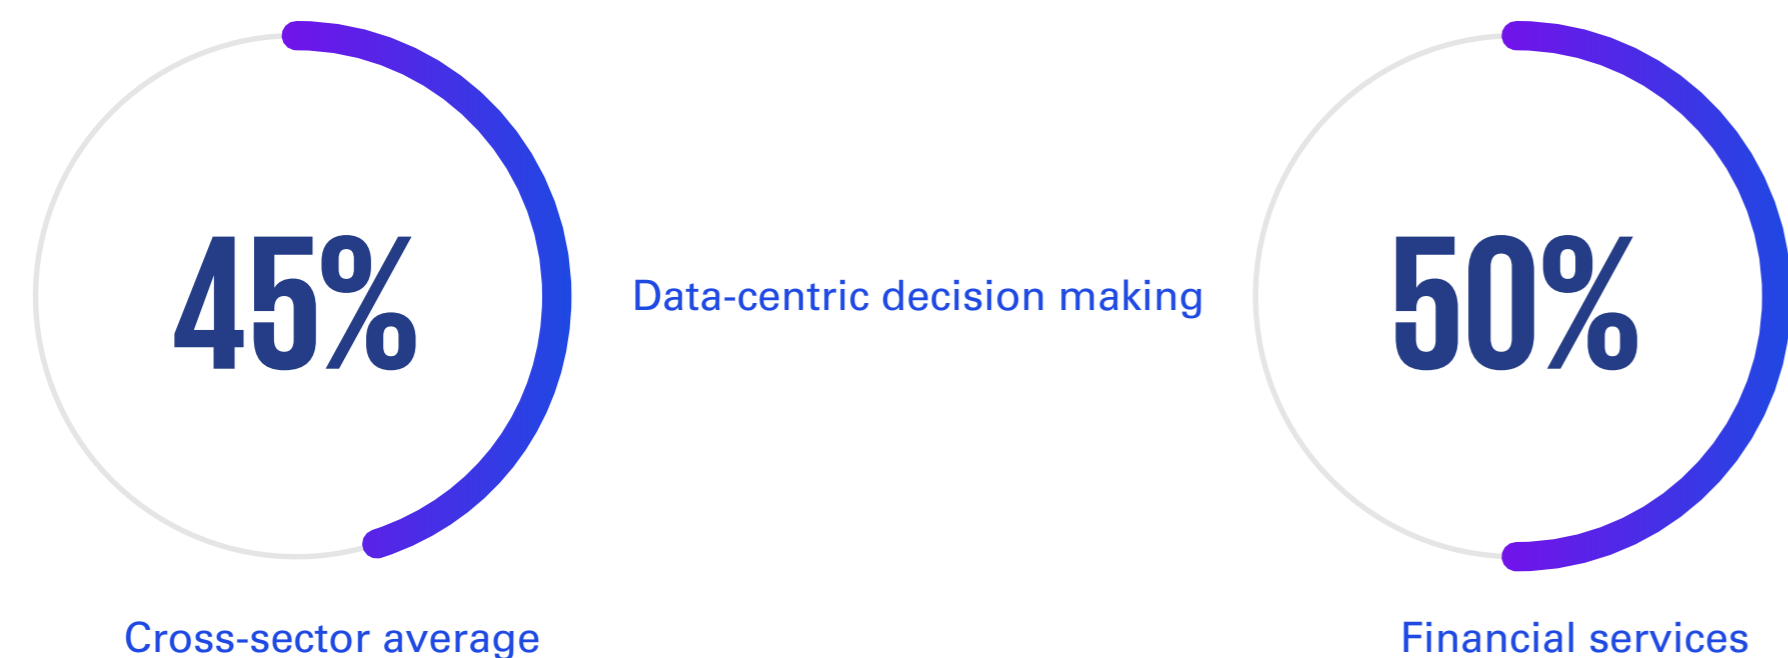 45%
Data-centric decision making
50%
Cross-sector average
Financial services